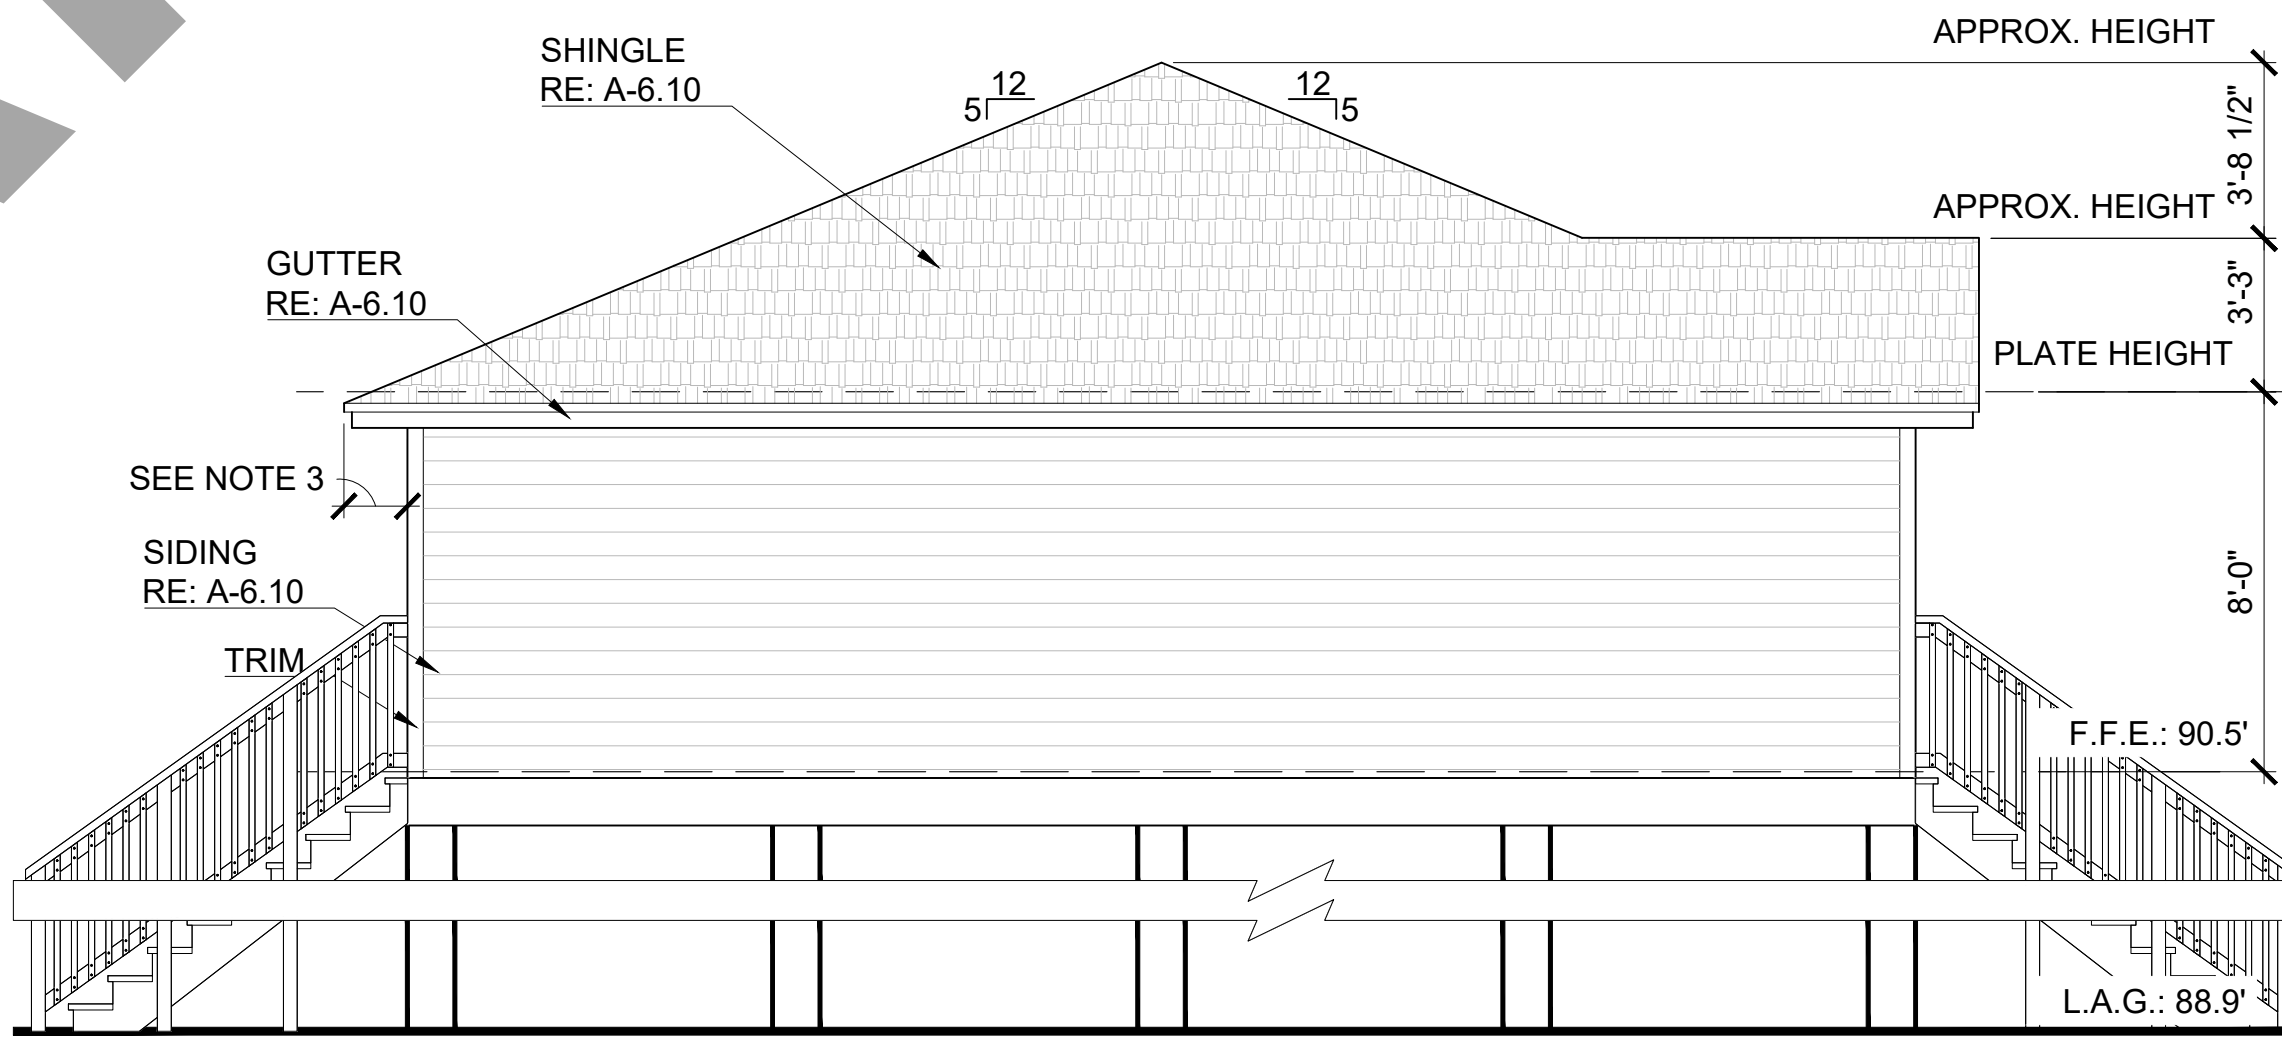 APPROX. HEIGHT
SHINGLE
RE: A-6.10
12
5
12
5
3'-8 1/2"
APPROX. HEIGHT
GUTTER
RE: A-6.10
3'-3"
PLATE HEIGHT
SEE NOTE 3
SIDING
RE: A-6.10
8'-0"
TRIM
F.F.E.: 90.5'
L.A.G.: 88.9'